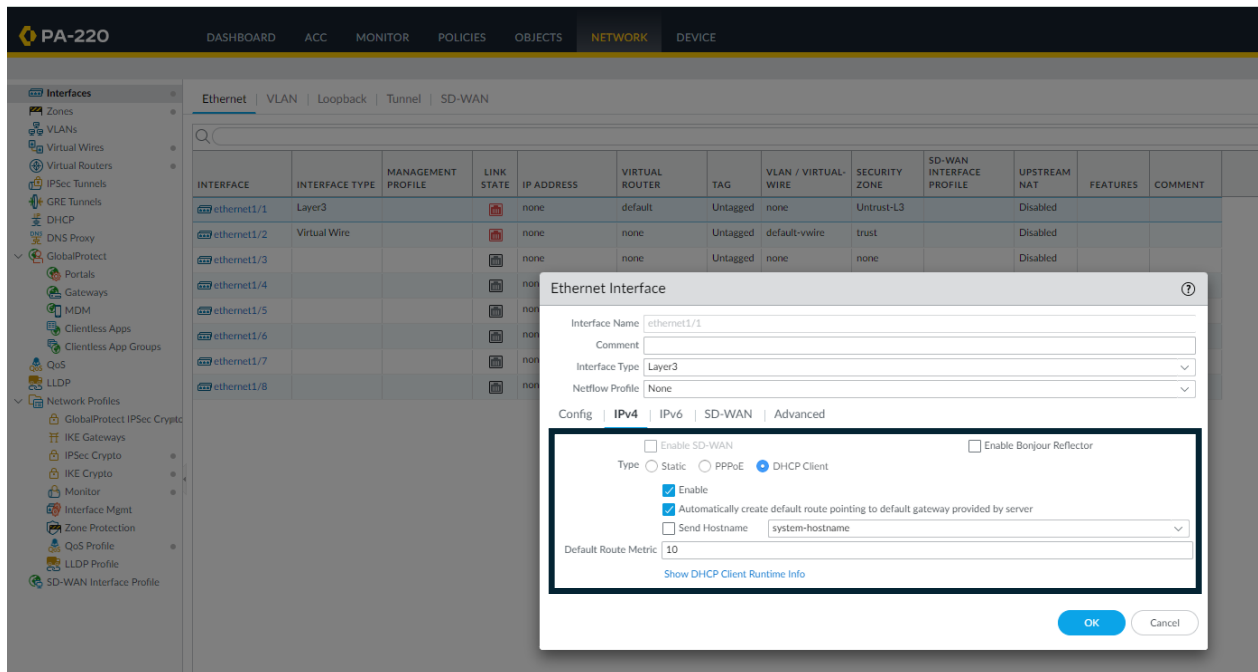 PA-220 DASHBOARD ACC MONITOR POLICIES OBJECTS NETWORK DEVICE
Interfaces
Zones
VLANs
Virtual Wires
Virtual Routers
IPSec Tunnels
GRE Tunnels
DHCP
DNS Proxy
GlobalProtect
Portals
Gateways
MDM
Clientless Apps
Clientless App Groups
QoS
LLDP
Network Profiles
GlobalProtect IPSec Crypto
IKE Gateways
IPSec Crypto
IKE Crypto
Monitor
Interface Mgmt
Zone Protection
QoS Profile
LLDP Profile
SD-WAN Interface Profile
Ethernet | VLAN | Loopback | Tunnel | SD-WAN
INTERFACE INTERFACE TYPE MANAGEMENT PROFILE LINK STATE IP ADDRESS VIRTUAL ROUTER TAG VLAN / VIRTUAL-WIRE SECURITY ZONE SD-WAN INTERFACE PROFILE UPSTREAM NAT FEATURES COMMENT
ethernet1/1 Layer3 none default Untagged none Untrust-L3 Disabled
ethernet1/2 Virtual Wire none none Untagged default-vwire trust Disabled
ethernet1/3 none none Untagged none none Disabled
ethernet1/4 non
ethernet1/5 non
ethernet1/6 non
ethernet1/7 non
ethernet1/8 non
Ethernet Interface
Interface Name ethernet1/1
Comment
Interface Type Layer3
Netflow Profile None
Config | IPv4 | IPv6 | SD-WAN | Advanced
Enable SD-WAN Enable Bonjour Reflector
Type Static PPPoE DHCP Client
Enable
Automatically create default route pointing to default gateway provided by server
Send Hostname system-hostname
Default Route Metric 10
Show DHCP Client Runtime Info
OK Cancel